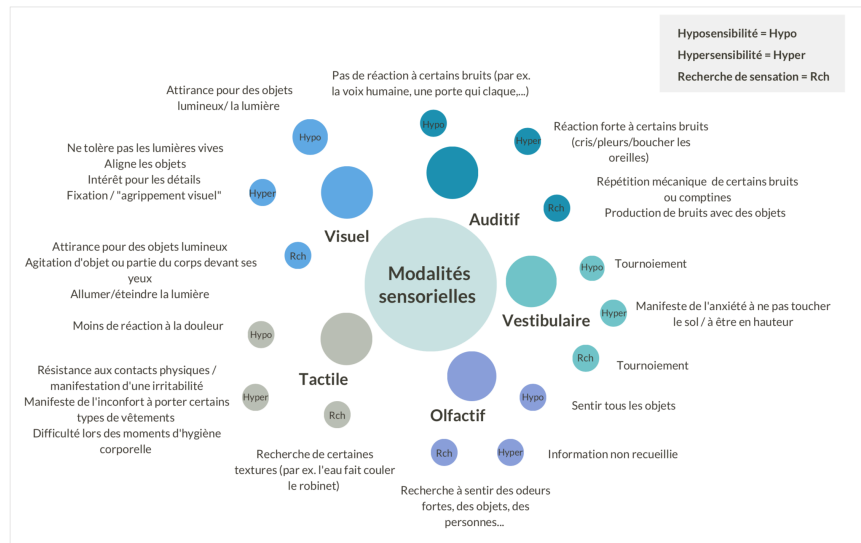 Hyposensibilité = Hypo
Hypersensibilité = Hyper
Recherche de sensation = Rch
Pas de réaction à certains bruits (par ex.
la voix humaine, une porte qui claque,...)
Hypo
Hyper
Réaction forte à certains bruits
(cris/pleurs/boucher les
oreilles)
Rch
Répétition mécanique de certains bruits
ou comptines
Production de bruits avec des objets
Auditif
Attirance pour des objets
lumineux/ la lumière
Hypo
Ne tolère pas les lumières vives
Aligne les objets
Intérêt pour les détails
Fixation / "agrippement visuel"
Hyper
Visuel
Attirance pour des objets lumineux
Agitation d'objet ou partie du corps devant ses
yeux
Allumer/éteindre la lumière
Rch
Modalités
sensorielles
Hypo
Tournoiement
Vestibulaire
Hyper
Manifeste de l'anxiété à ne pas toucher
le sol / à être en hauteur
Rch
Tournoiement
Moins de réaction à la douleur
Hypo
Tactile
Résistance aux contacts physiques /
manifestation d'une irritabilité
Manifeste de l'inconfort à porter certains
types de vêtements
Difficulté lors des moments d'hygiène
corporelle
Hyper
Rch
Recherche de certaines
textures (par ex. l'eau fait couler
le robinet)
Olfactif
Hypo
Sentir tous les objets
Hyper
Information non recueillie
Rch
Recherche à sentir des odeurs
fortes, des objets, des
personnes...